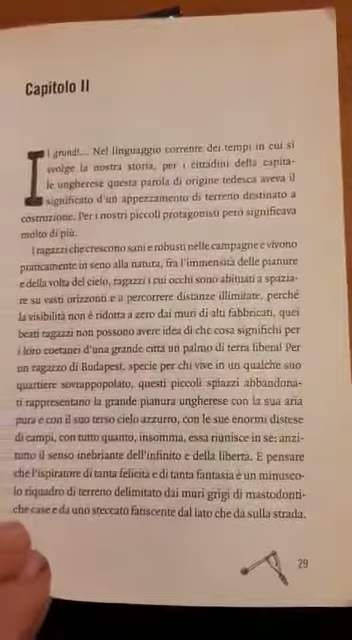 Capitolo II
Il grund!... Nel linguaggio corrente dei tempi in cui si
svolge la nostra storia, per i cittadini della capita-
le ungherese questa parola di origine tedesca aveva il
significato d'un appezzamento di terreno destinato a
costruzione. Per i nostri piccoli protagonisti però significava
molto di più.
I ragazzi che crescono sani e robusti nelle campagne e vivono
praticamente in seno alla natura, fra l'immensità delle pianure
e della volta del cielo, ragazzi i cui occhi sono abituati a spazia-
re su vasti orizzonti e a percorrere distanze illimitate, perché
la visibilità non è ridotta a zero dai muri di alti fabbricati, quei
beati ragazzi non possono avere idea di che cosa significhi per
i loro coetanei d'una grande città un palmo di terra libera! Per
un ragazzo di Budapest, specie per chi vive in un qualche suo
quartiere sovrappopolato, questi piccoli spiazzi abbandona-
ti rappresentano la grande pianura ungherese con la sua aria
pura e con il suo terso cielo azzurro, con le sue enormi distese
di campi, con tutto quanto, insomma, essa riunisce in sé: anzi-
tutto il senso inebriante dell'infinito e della libertà. E pensare
che l'ispiratore di tanta felicità e di tanta fantasia è un minusco-
lo riquadro di terreno delimitato dai muri grigi di mastodonti-
che case e da uno steccato fatiscente dal lato che dà sulla strada.
29